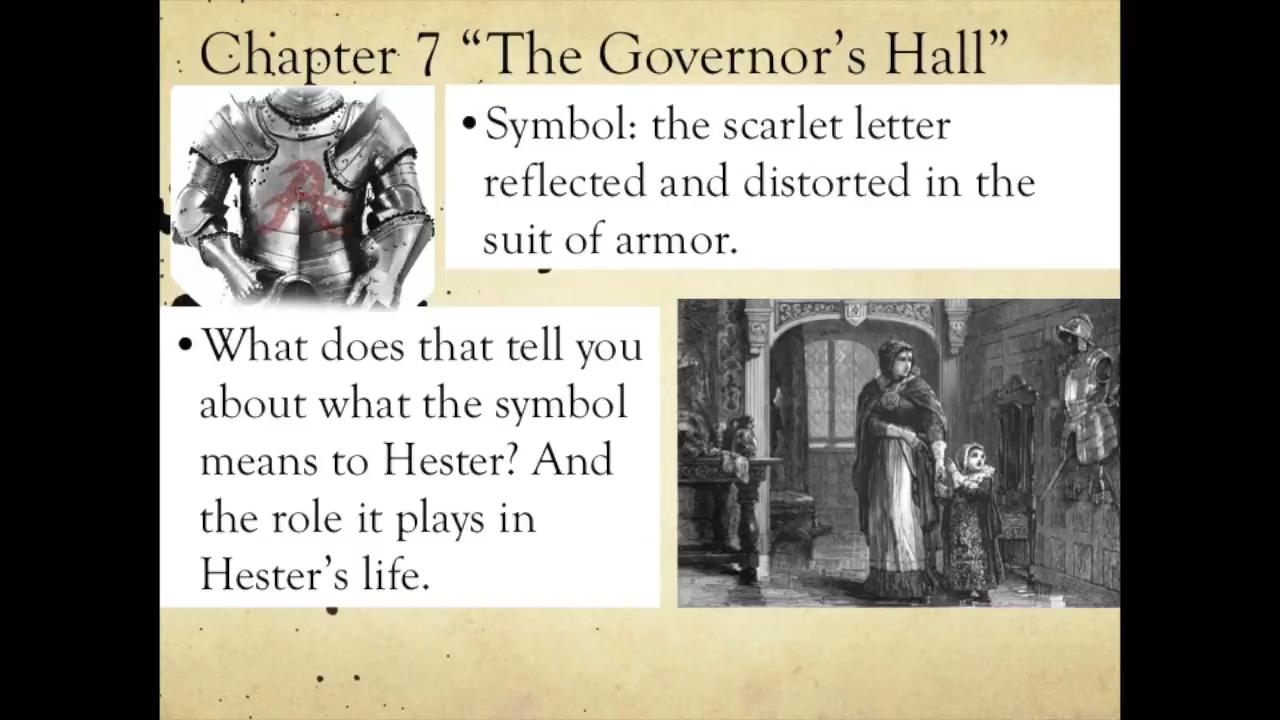 Chapter 7 “The Governor’s Hall”
•Symbol: the scarlet letter
reflected and distorted in the
suit of armor.
•What does that tell you
about what the symbol
means to Hester? And
the role it plays in
Hester’s life.
A